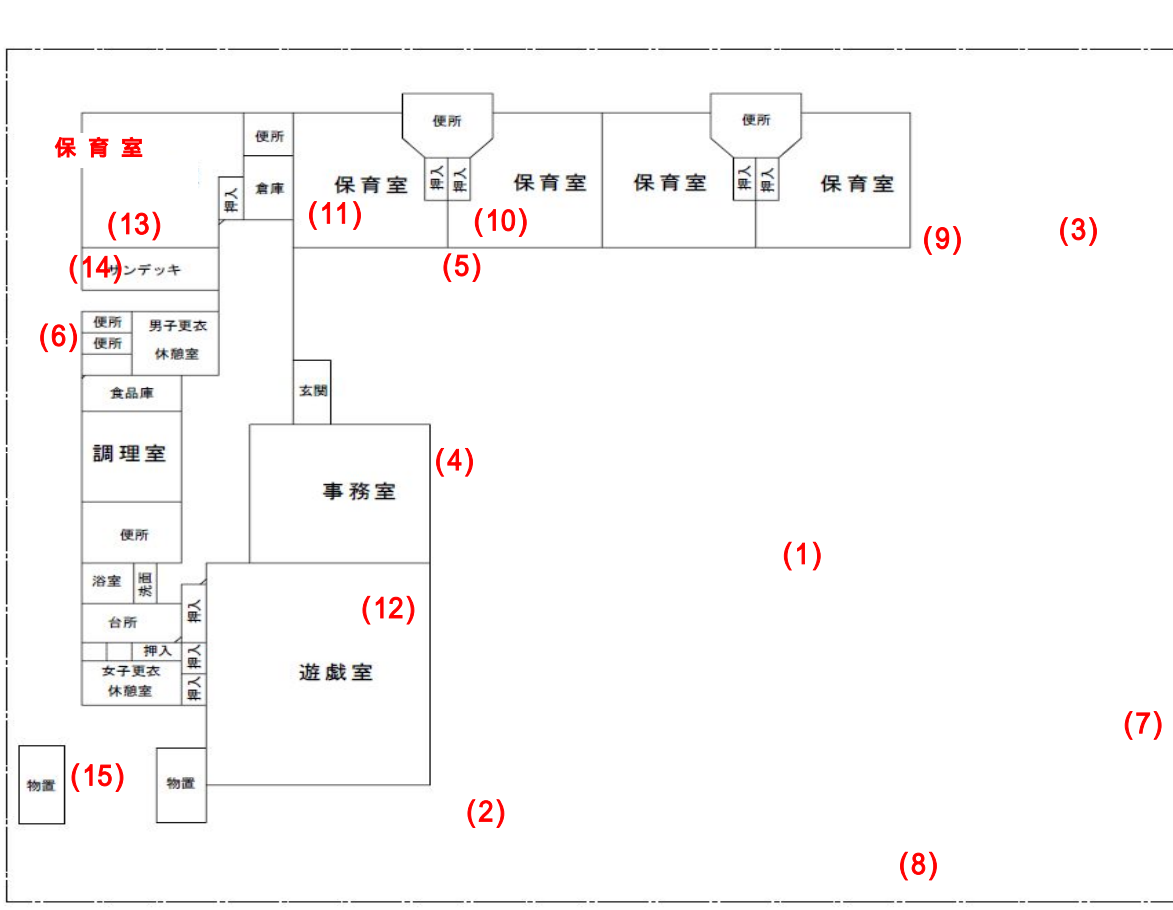 便所
便所
保育室
便所
倉庫
押入
保育室
押入
押入
保育室
保育室
押入
押入
保育室
(13)
(11)
(10)
(9)
(3)
(14)サンデッキ
(5)
(6)
便所
便所
男子更衣
休憩室
食品庫
玄関
調理室
(4)
事務室
便所
(1)
浴室
洗面
押入
(12)
台所
押入
押入
女子更衣
休憩室
押入
遊戯室
(7)
物置
(15)
物置
(2)
(8)